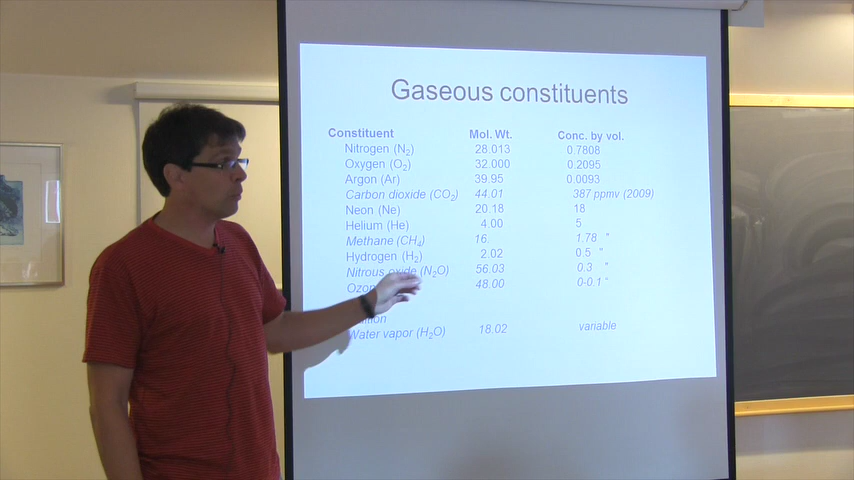 Gaseous constituents
Constituent Mol. Wt. Conc. by vol.
Nitrogen (N₂) 28.013 0.7808
Oxygen (O₂) 32.000 0.2095
Argon (Ar) 39.95 0.0093
Carbon dioxide (CO₂) 44.01 387 ppmv (2009)
Neon (Ne) 20.18 18
Helium (He) 4.00 5
Methane (CH₄) 16. 1.78 "
Hydrogen (H₂) 2.02 0.5 "
Nitrous oxide (N₂O) 56.03 0.3 "
48.00 0-0.1 "
Water vapor (H₂O) 18.02 variable